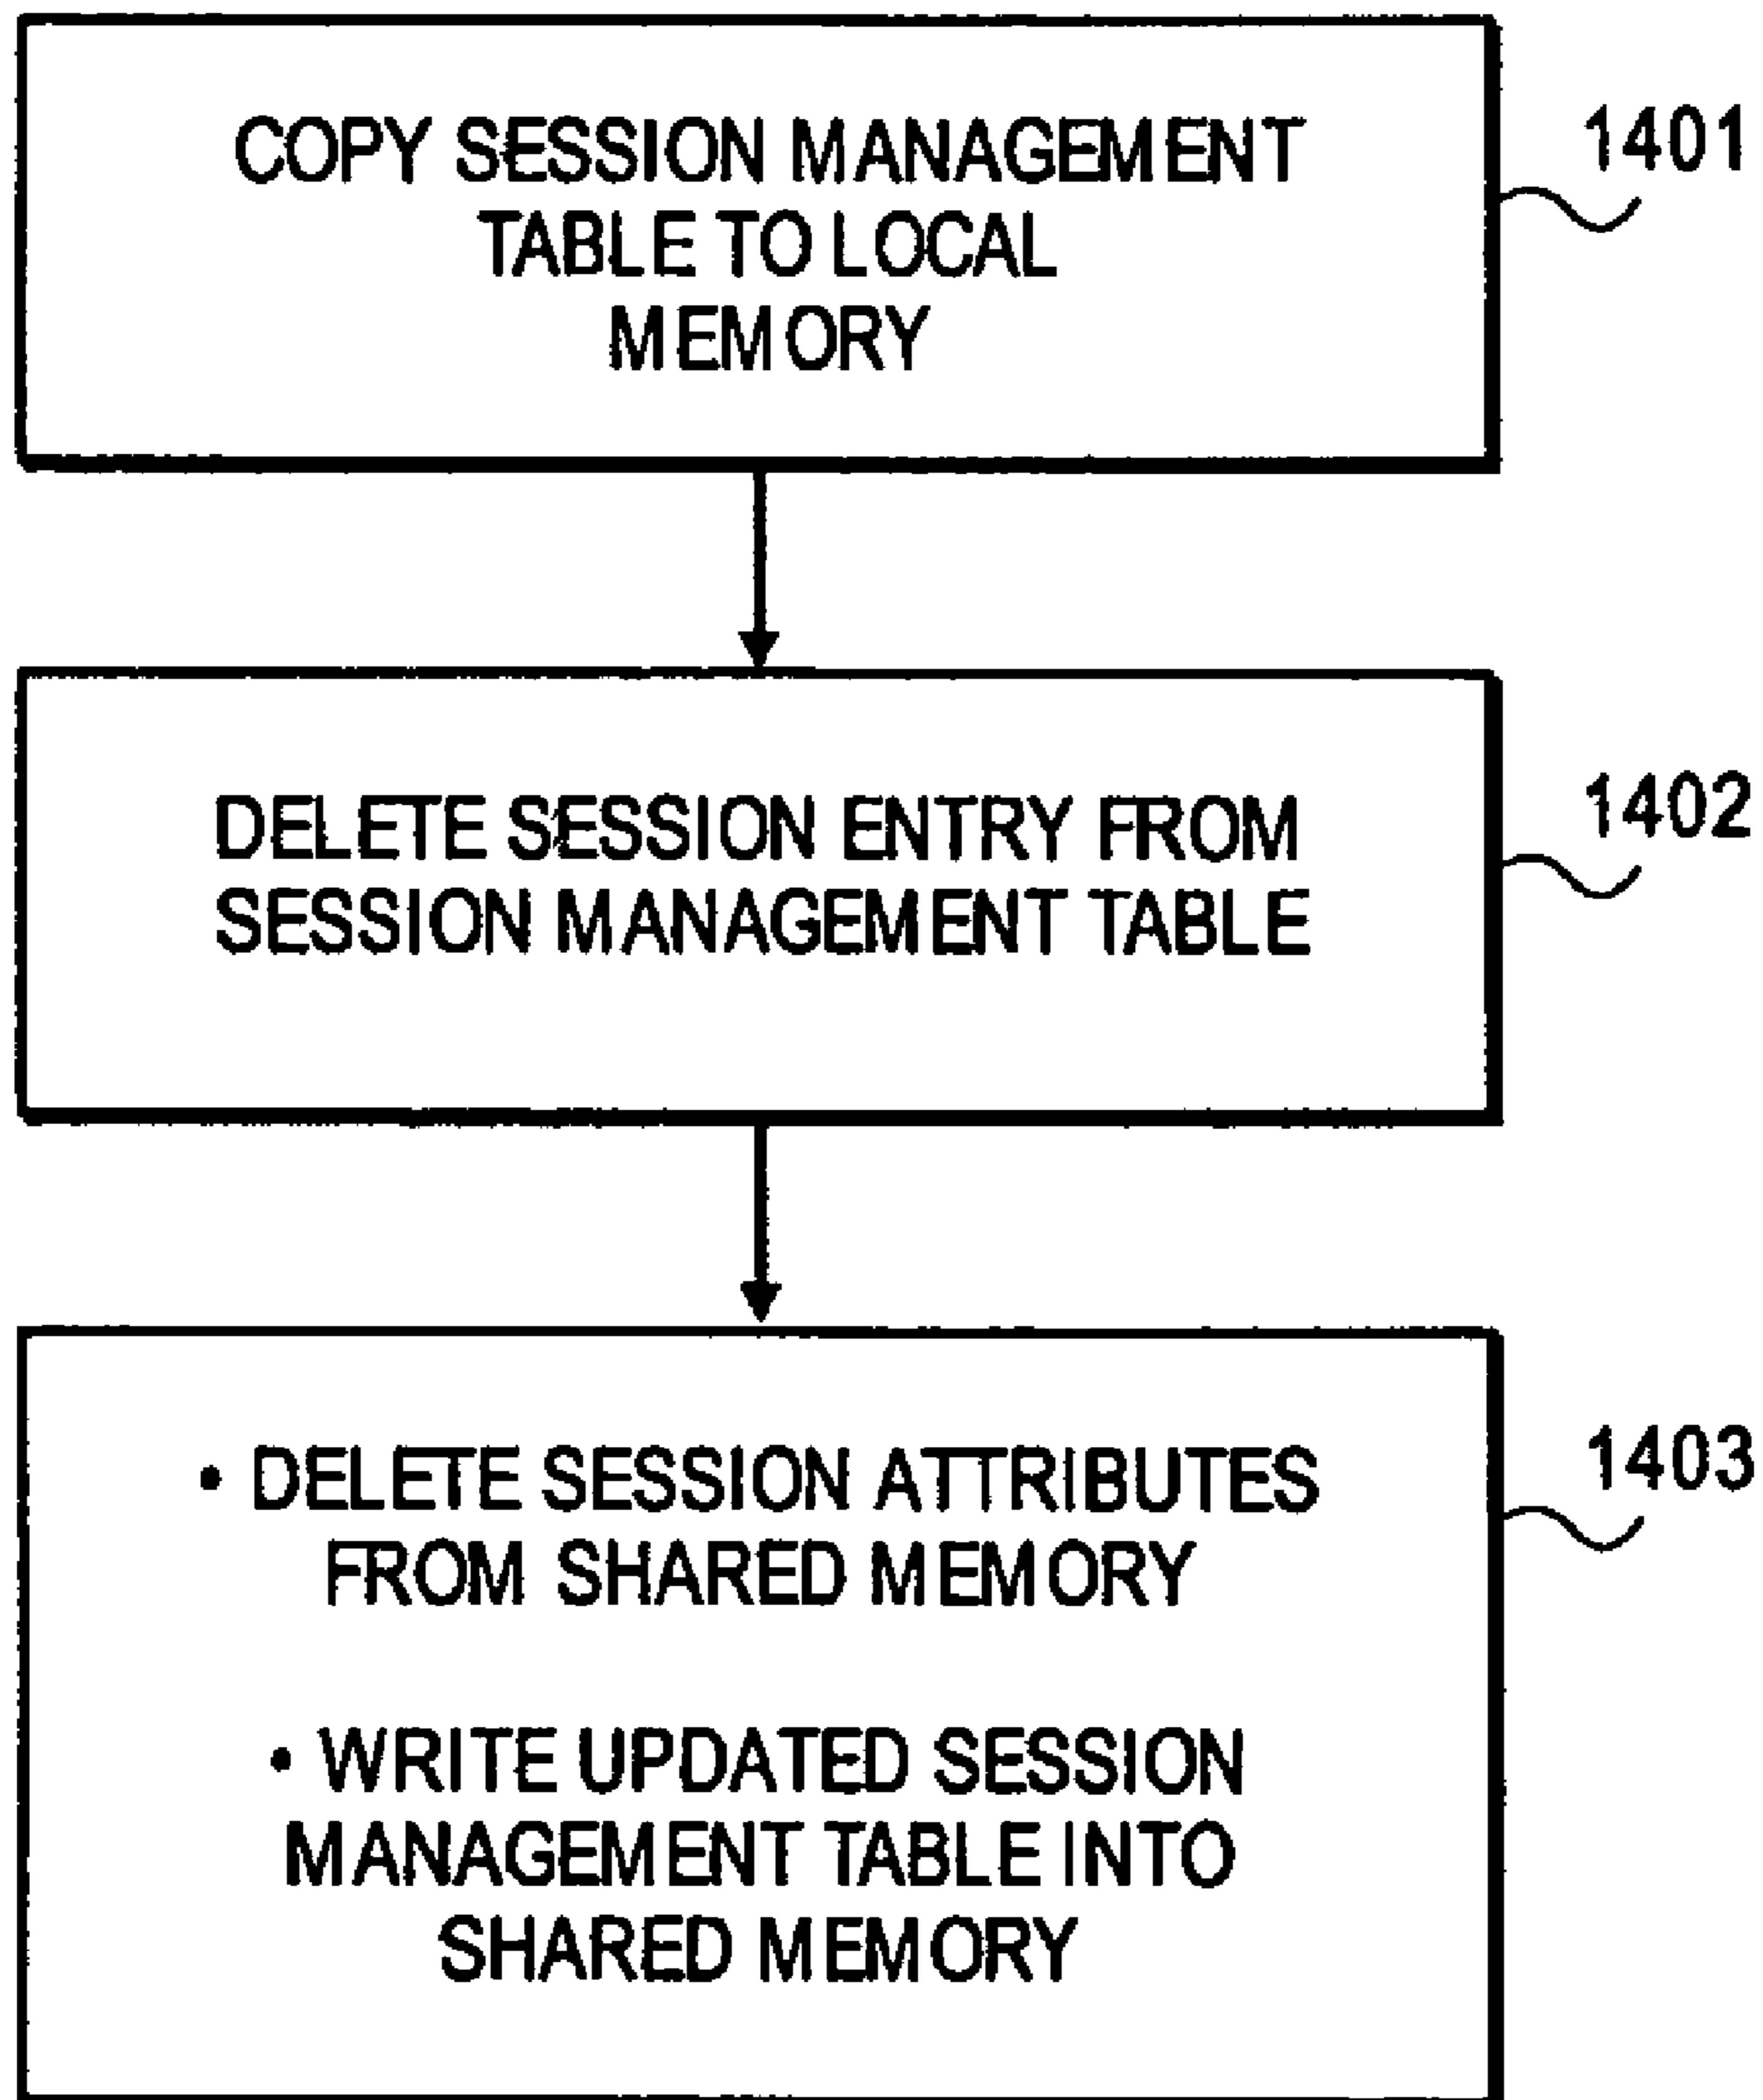 COPY SESSION MANAGEMENT
TABLE TO LOCAL
MEMORY
1401
DELETE SESSION ENTRY FROM
SESSION MANAGEMENT TABLE
1402
• DELETE SESSION ATTRIBUTES
FROM SHARED MEMORY
• WRITE UPDATED SESSION
MANAGEMENT TABLE INTO
SHARED MEMORY
1403